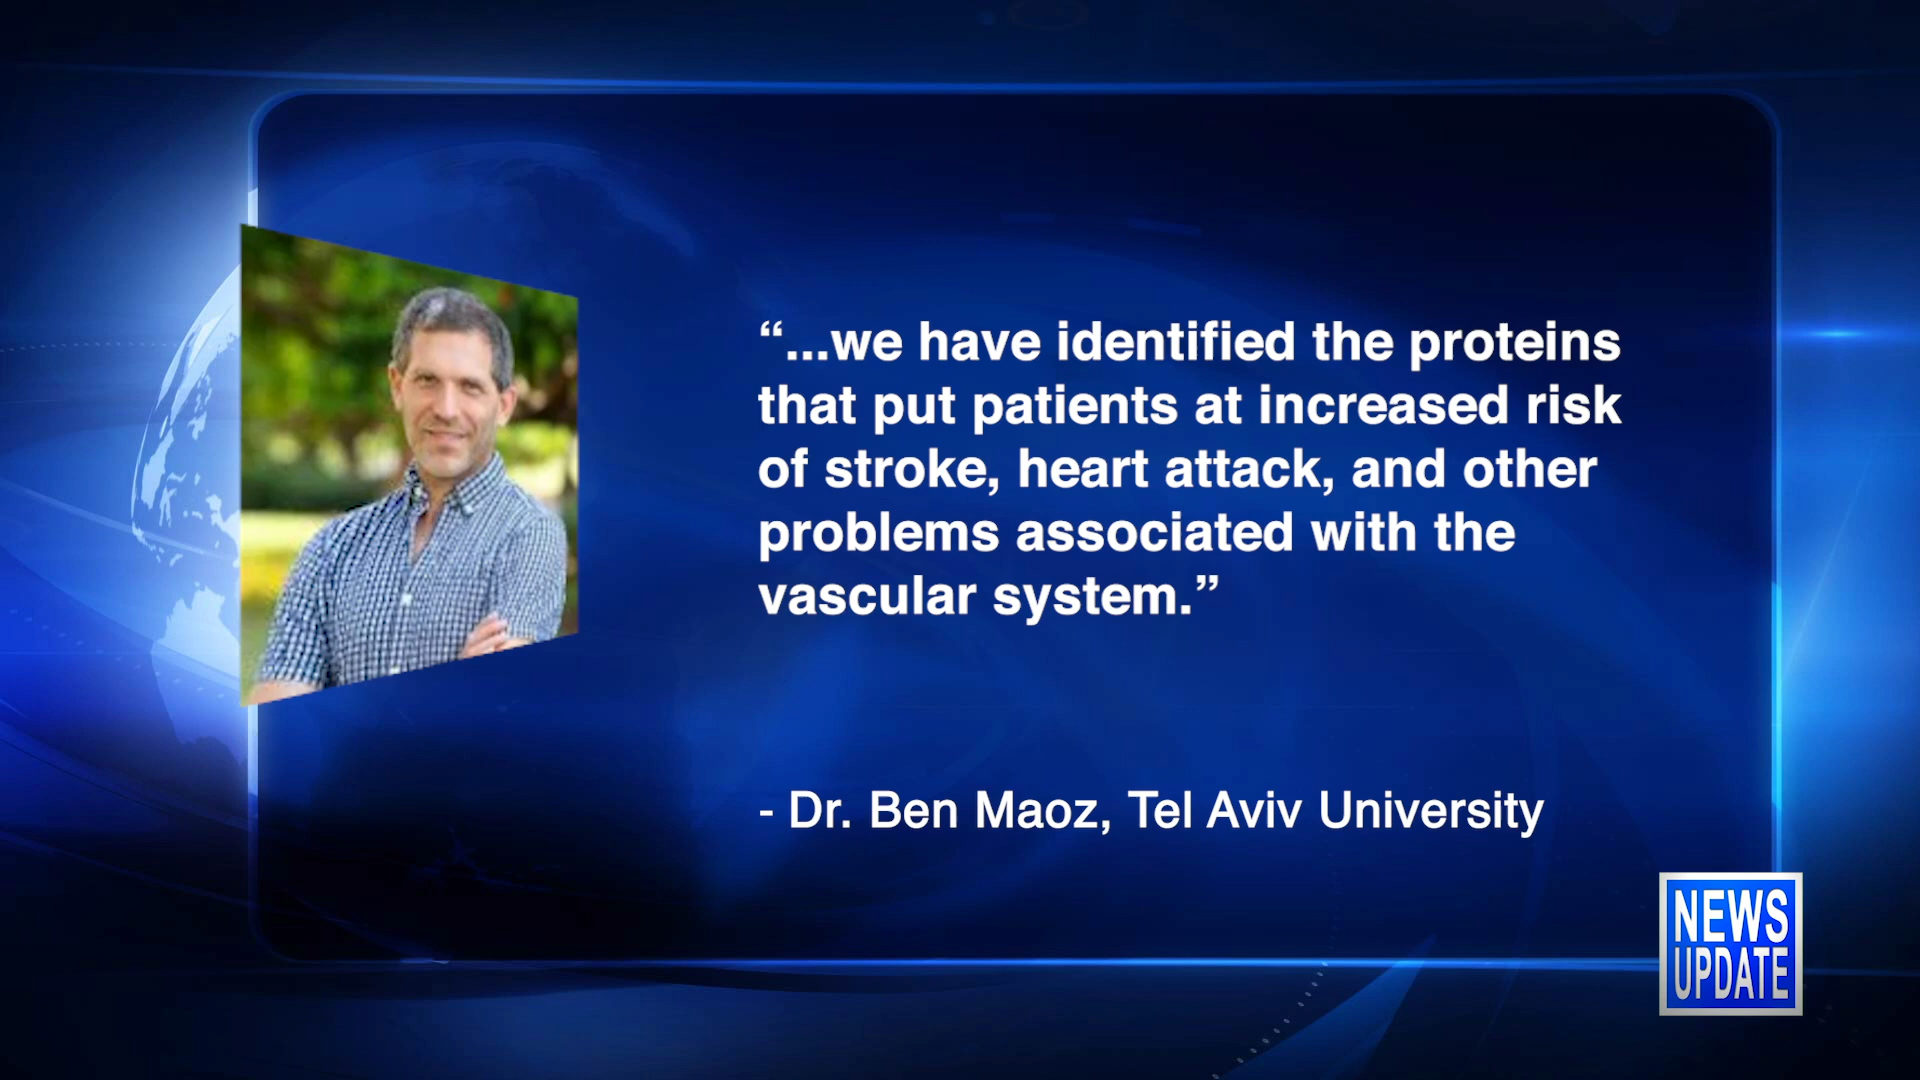 “...we have identified the proteins
that put patients at increased risk
of stroke, heart attack, and other
problems associated with the
vascular system.”
- Dr. Ben Maoz, Tel Aviv University
NEWS
UPDATE